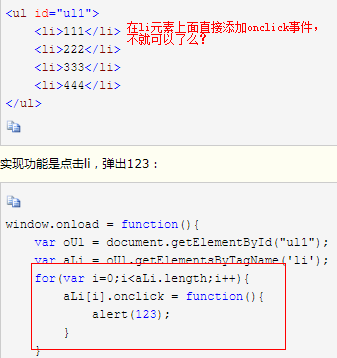 <ul id="ul1">
<li>111</li> 在li元素上面直接添加onclick事件，
<li>222</li> 不就可以了么？
<li>333</li>
<li>444</li>
</ul>
实现功能是点击li，弹出123：
window.onload = function(){
var oUl = document.getElementById("ul1");
var aLi = oUl.getElementsByTagName('li');
for(var i=0;i<aLi.length;i++){
aLi[i].onclick = function(){
alert(123);
}
}